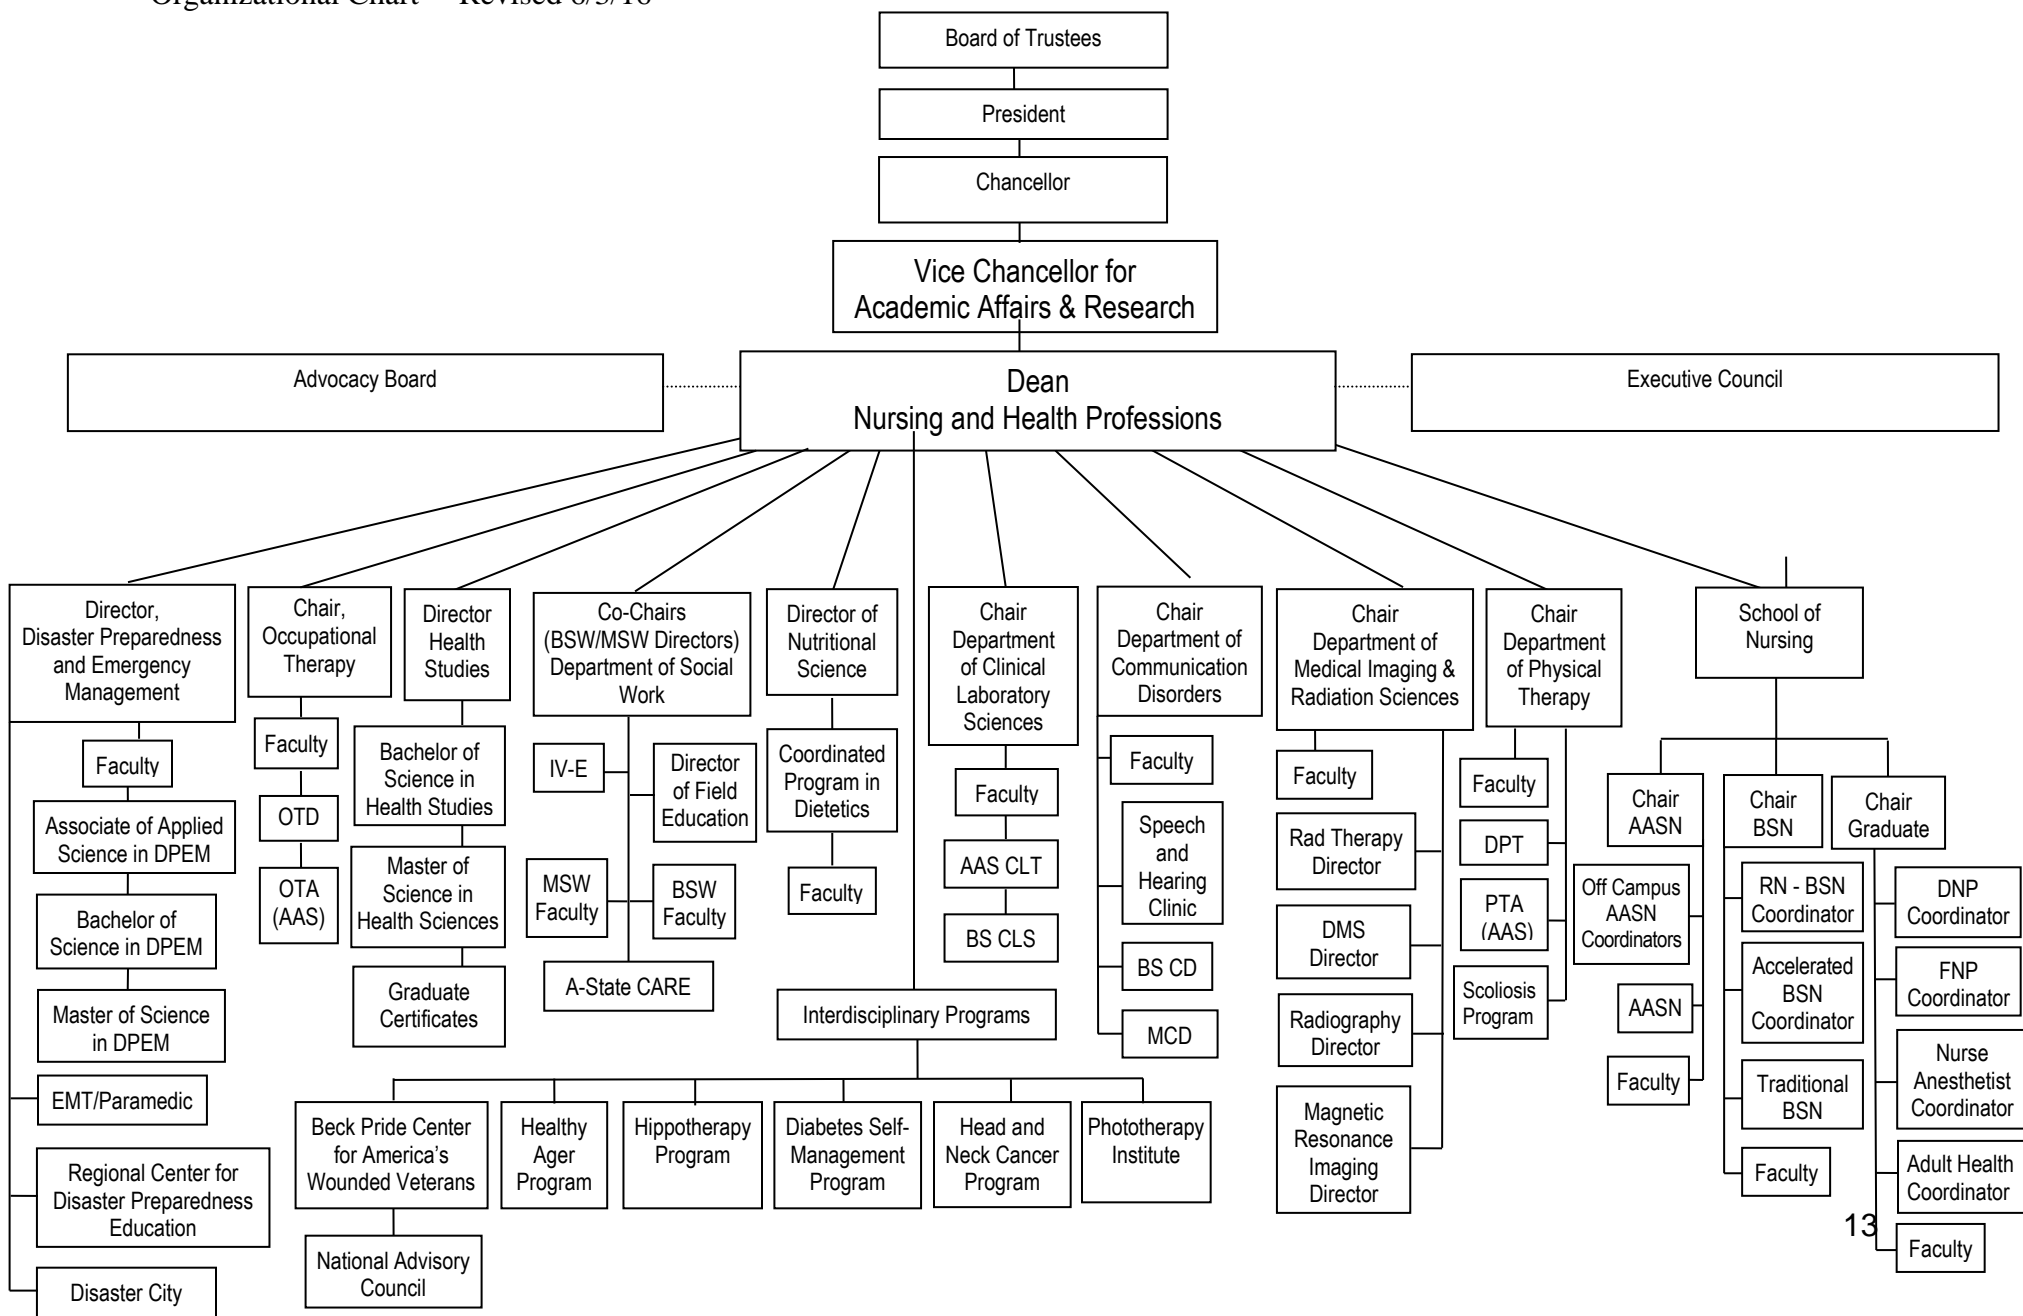 Organizational Chart – Revised 8/3/16
Board of Trustees
President
Chancellor
Vice Chancellor for
Academic Affairs & Research
Advocacy Board
Dean
Nursing and Health Professions
Executive Council
Director,
Disaster Preparedness
and Emergency
Management
Faculty
Associate of Applied
Science in DPEM
Bachelor of
Science in DPEM
Master of Science
in DPEM
EMT/Paramedic
Regional Center for
Disaster Preparedness
Education
Disaster City
Chair,
Occupational
Therapy
Faculty
OTD
OTA
(AAS)
Director
Health
Studies
Bachelor of
Science in
Health Studies
Master of
Science in
Health Sciences
Graduate
Certificates
Co-Chairs
(BSW/MSW Directors)
Department of Social
Work
IV-E
Director
of Field
Education
MSW
Faculty
BSW
Faculty
A-State CARE
Director of
Nutritional
Science
Coordinated
Program in
Dietetics
Faculty
Interdisciplinary Programs
Beck Pride Center
for America’s
Wounded Veterans
National Advisory
Council
Healthy
Ager
Program
Hippotherapy
Program
Diabetes Self-
Management
Program
Head and
Neck Cancer
Program
Phototherapy
Institute
Chair
Department
of Clinical
Laboratory
Sciences
Faculty
AAS CLT
BS CLS
Chair
Department of
Communication
Disorders
Faculty
Speech
and
Hearing
Clinic
BS CD
MCD
Chair
Department of
Medical Imaging &
Radiation Sciences
Faculty
Rad Therapy
Director
DMS
Director
Radiography
Director
Magnetic
Resonance
Imaging
Director
Chair
Department
of Physical
Therapy
Faculty
DPT
PTA
(AAS)
Scoliosis
Program
School of
Nursing
Chair
AASN
Off Campus
AASN
Coordinators
AASN
Faculty
Chair
BSN
RN - BSN
Coordinator
Accelerated
BSN
Coordinator
Traditional
BSN
Faculty
Chair
Graduate
DNP
Coordinator
FNP
Coordinator
Nurse
Anesthetist
Coordinator
Adult Health
Coordinator
Faculty
13